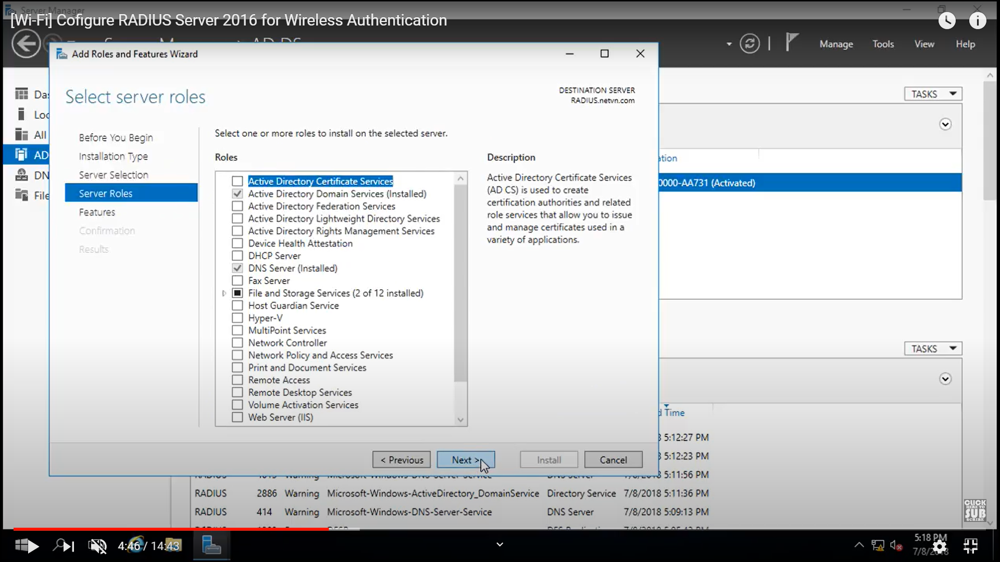 Server Manager
[Wi-Fi] Cofigure RADIUS Server 2016 for Wireless Authentication
Manage
Tools
View
Help
Add Roles and Features Wizard
Select server roles
DESTINATION SERVER
RADIUS.netvn.com
Before You Begin
Installation Type
Server Selection
Server Roles
Features
Confirmation
Results
Select one or more roles to install on the selected server.
Roles
Active Directory Certificate Services
Active Directory Domain Services (Installed)
Active Directory Federation Services
Active Directory Lightweight Directory Services
Active Directory Rights Management Services
Device Health Attestation
DHCP Server
DNS Server (Installed)
Fax Server
File and Storage Services (2 of 12 installed)
Host Guardian Service
Hyper-V
MultiPoint Services
Network Controller
Network Policy and Access Services
Print and Document Services
Remote Access
Remote Desktop Services
Volume Activation Services
Web Server (IIS)
Description
Active Directory Certificate Services
(AD CS) is used to create
certification authorities and related
role services that allow you to issue
and manage certificates used in a
variety of applications.
< Previous
Next >
Install
Cancel
Da
Loc
All
AD
DN
File
TASKS
ation
0000-AA731 (Activated)
TASKS
d Time
5:12:27 PM
5:12:23 PM
5:11:56 PM
RADIUS 2886 Warning Microsoft-Windows-ActiveDirectory_DomainService Directory Service 7/8/2018 5:11:36 PM
RADIUS 414 Warning Microsoft-Windows-DNS-Server-Service DNS Server 7/8/2018 5:09:13 PM
CLICK
HERE TO
SUB
SCRIBE
4:46 / 14:43
5:18 PM